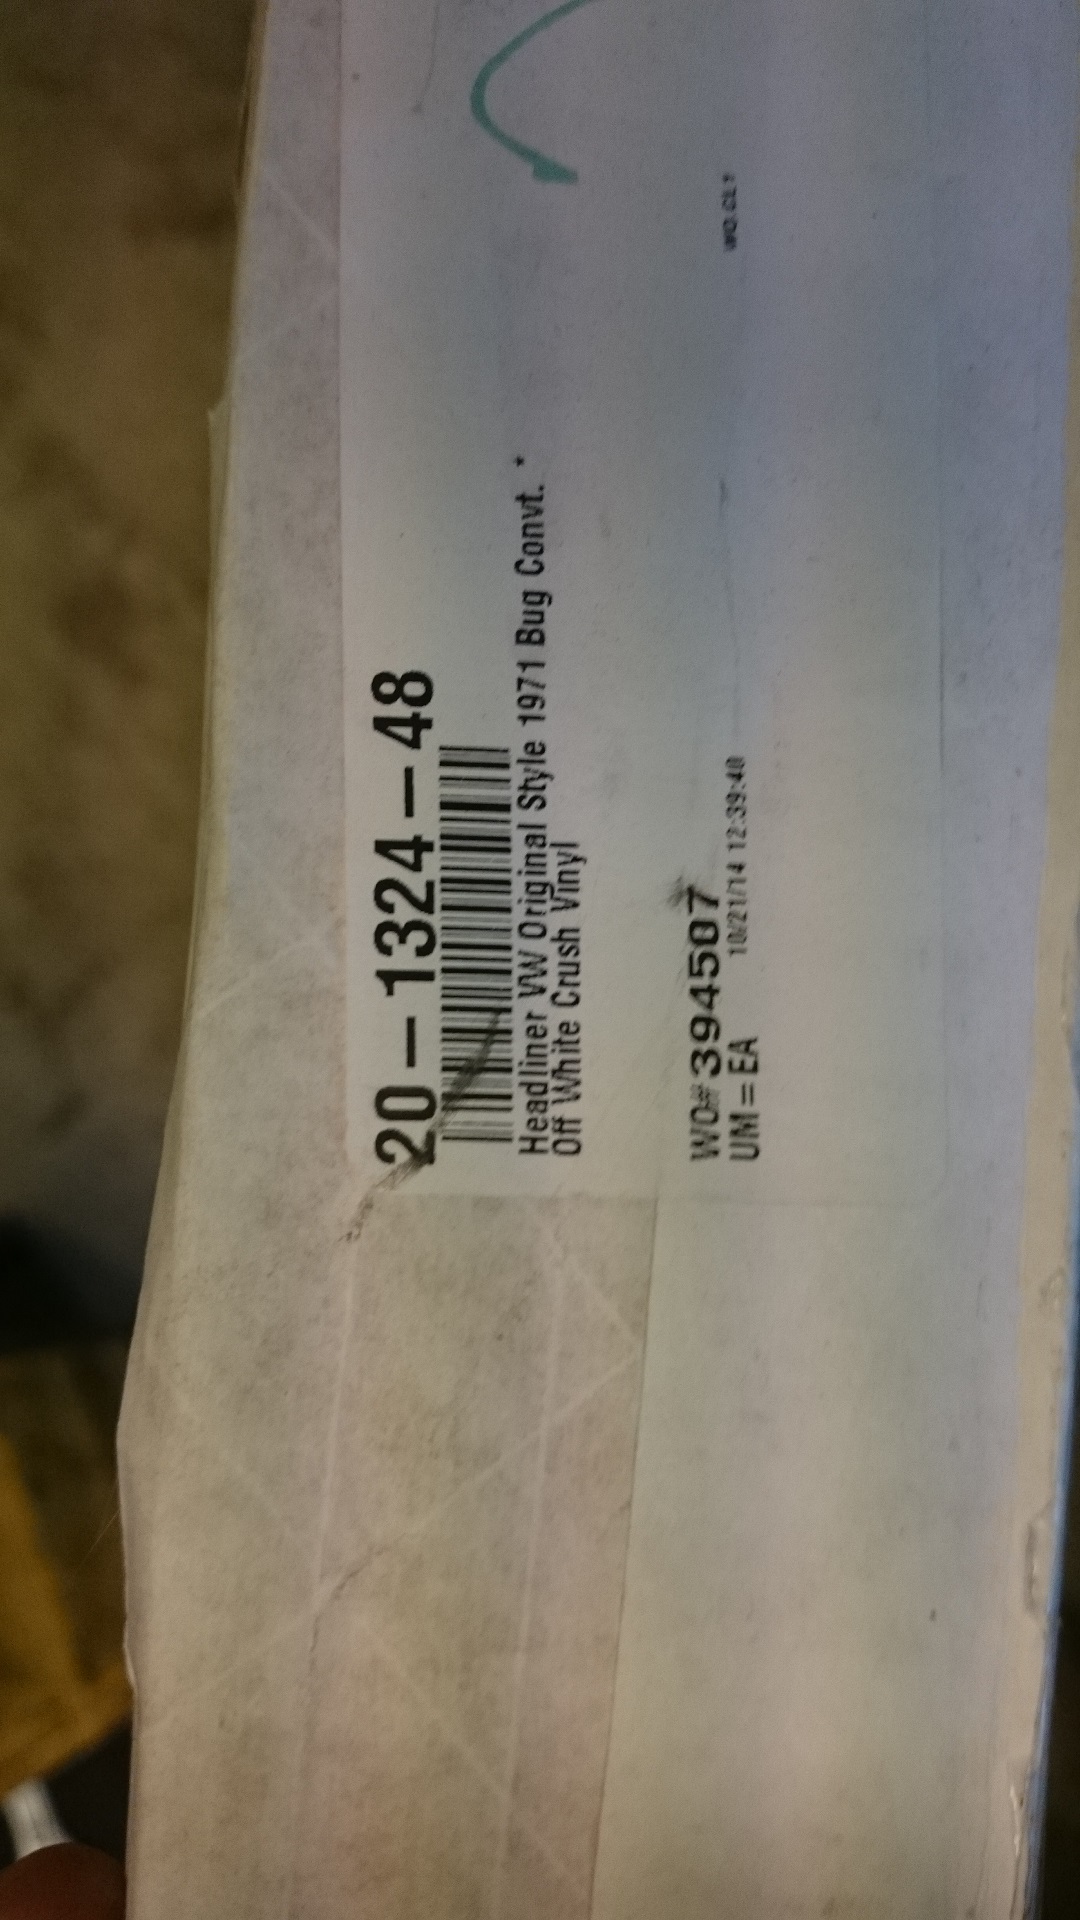 20-1324-48
Headliner VW Original Style 1971 Bug Convt. *
Off White Crush Vinyl
WO#394507
UM=EA 10/21/14 12:39:40